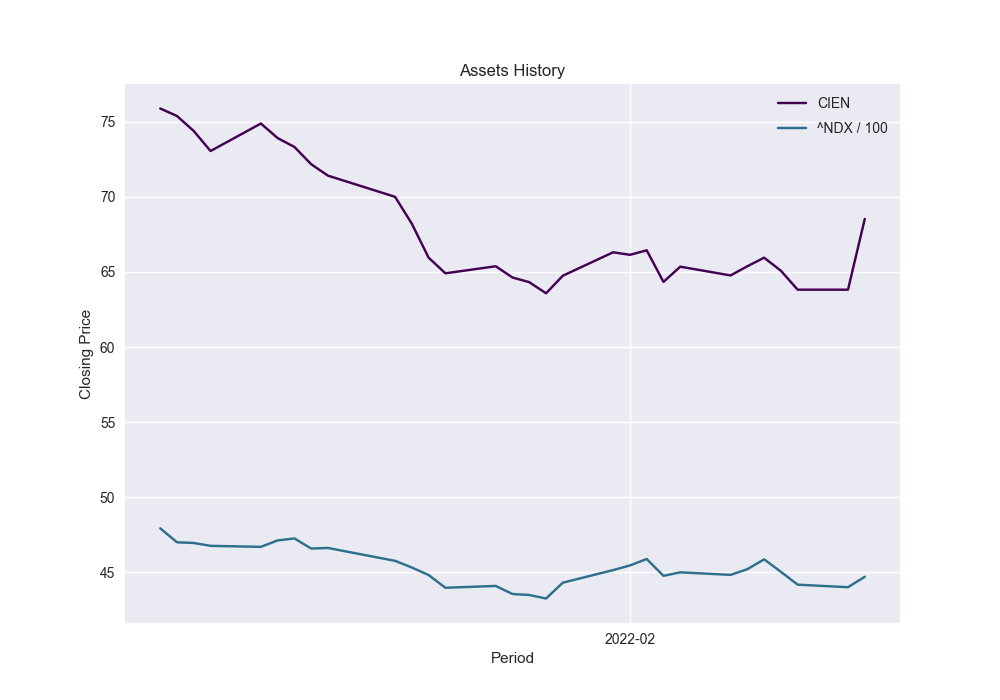 Assets History
CIEN
^NDX / 100
75
70
65
60
55
50
45
Closing Price
2022-02
Period